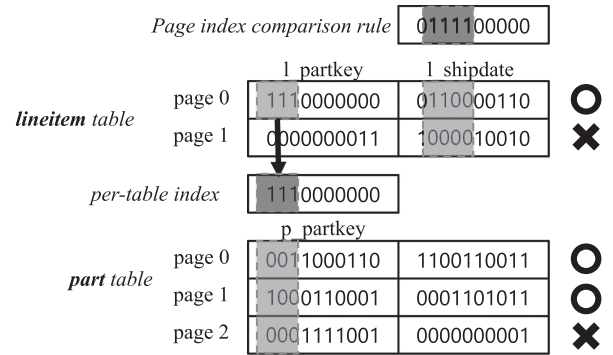 Page index comparison rule 0111100000
l_partkey l_shipdate
page 0 1110000000 0110000110
lineitem table
page 1 0000000011 1000010010
per-table index 1110000000
p_partkey
page 0 0011000110 1100110011
part table
page 1 1000110001 0001101011
page 2 0001111001 0000000001